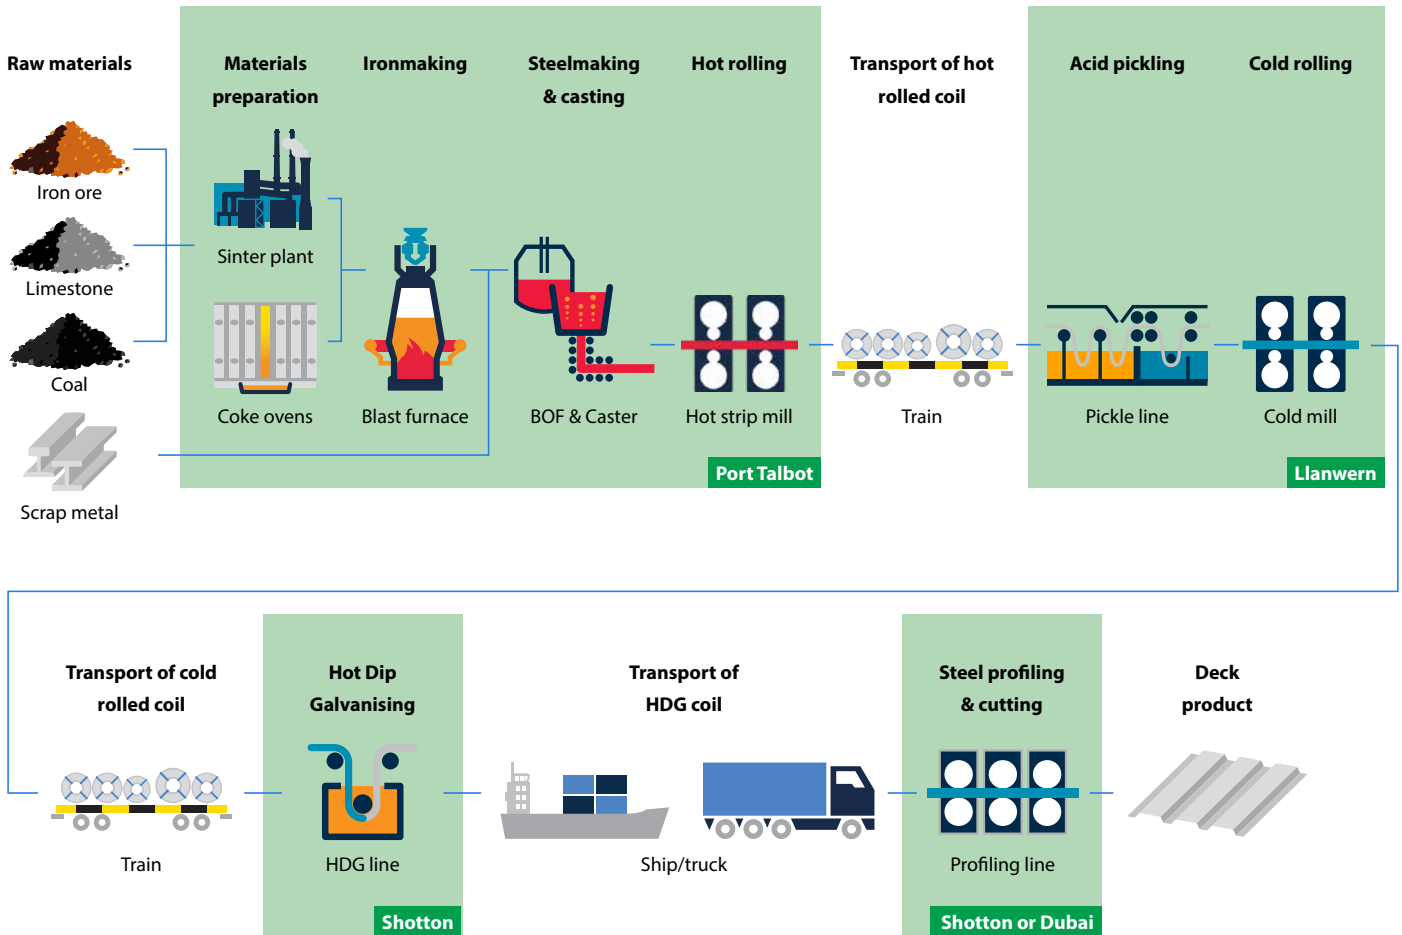 Raw materials
Materials
preparation
Ironmaking
Steelmaking
& casting
Hot rolling
Transport of hot
rolled coil
Acid pickling
Cold rolling
Iron ore
Limestone
Coal
Scrap metal
Sinter plant
Coke ovens
Blast furnace
BOF & Caster
Hot strip mill
Train
Pickle line
Cold mill
Port Talbot
Llanwern
Transport of cold
rolled coil
Hot Dip
Galvanising
Transport of
HDG coil
Steel profiling
& cutting
Deck
product
Train
HDG line
Ship/truck
Profiling line
Shotton
Shotton or Dubai